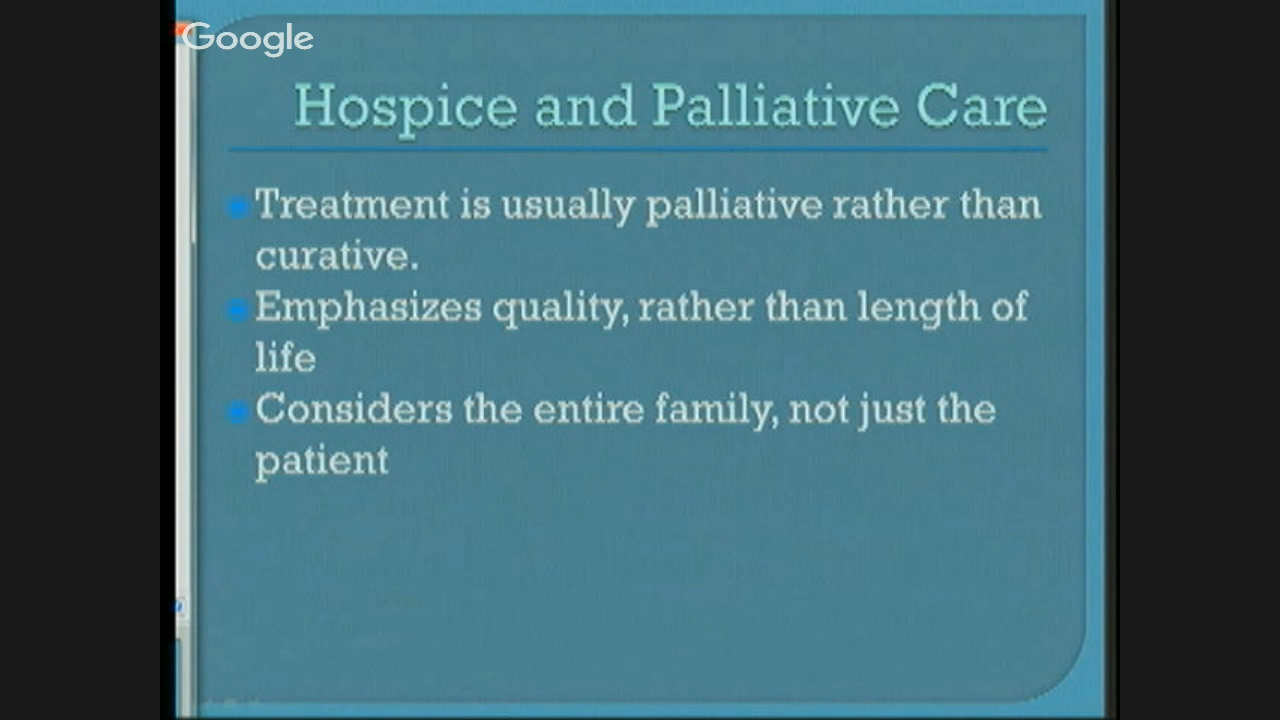 Google
Hospice and Palliative Care
Treatment is usually palliative rather than
curative.
Emphasizes quality, rather than length of
life
Considers the entire family, not just the
patient